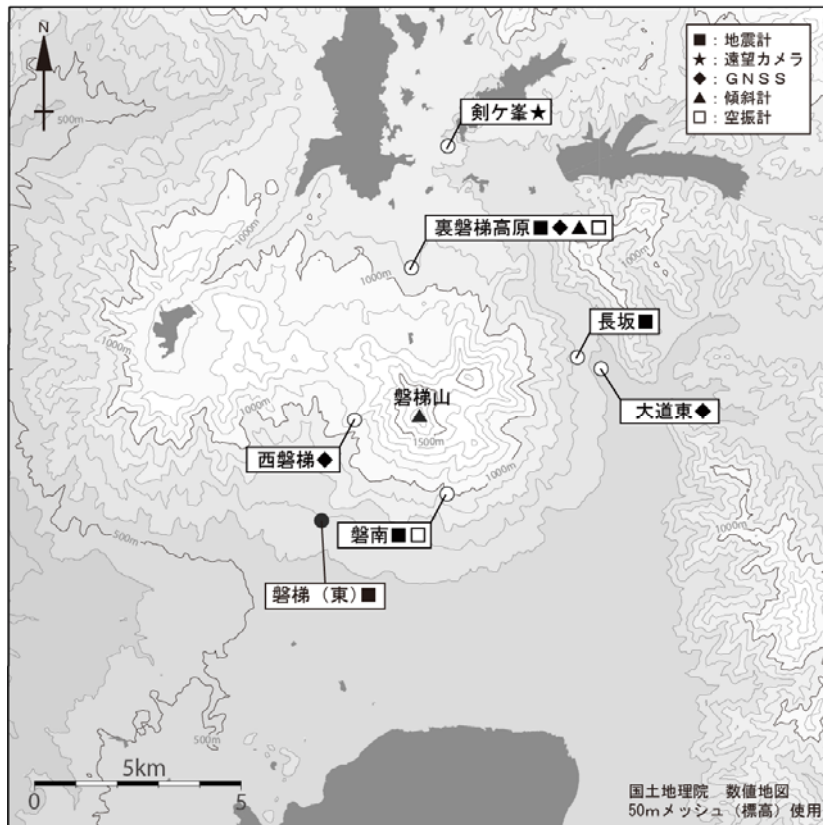 N
■：地震計
★：遠望カメラ
◆：ＧＮＳＳ
▲：傾斜計
□：空振計
500m
剣ケ峯★
1000m
裏磐梯高原■◆▲□
1000m
1000m
長坂■
1000m
大道東◆
磐梯山
1500m
西磐梯◆
1000m
磐南■□
500m
1000m
磐梯（東）■
500m
5km
0
5
国土地理院　数値地図
50mメッシュ（標高）使用